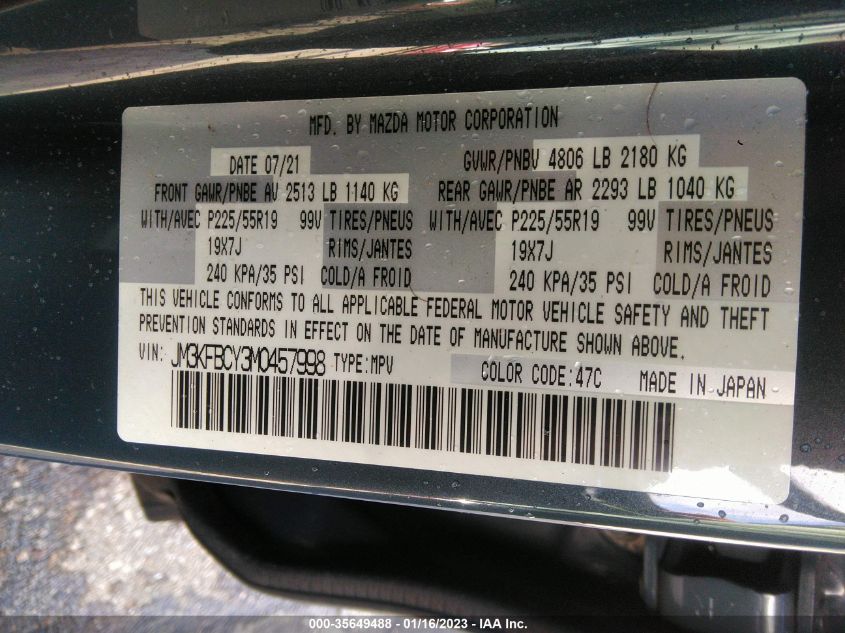 MFD. BY MAZDA MOTOR CORPORATION
DATE 07/21 GVWR/PNBV 4806 LB 2180 KG
FRONT GAWR/PNBE AV 2513 LB 1140 KG REAR GAWR/PNBE AR 2293 LB 1040 KG
WITH/AVEC P225/55R19 99V TIRES/PNEUS WITH/AVEC P225/55R19 99V TIRES/PNEUS
19X7J RIMS/JANTES 19X7J RIMS/JANTES
240 KPA/35 PSI COLD/A FROID 240 KPA/35 PSI COLD/A FROID
THIS VEHICLE CONFORMS TO ALL APPLICABLE FEDERAL MOTOR VEHICLE SAFETY AND THEFT
PREVENTION STANDARDS IN EFFECT ON THE DATE OF MANUFACTURE SHOWN ABOVE.
VIN: JM3KFBCY3M0457998 TYPE:MPV COLOR CODE:47C MADE IN JAPAN
000-35649488 - 01/16/2023 - IAA Inc.